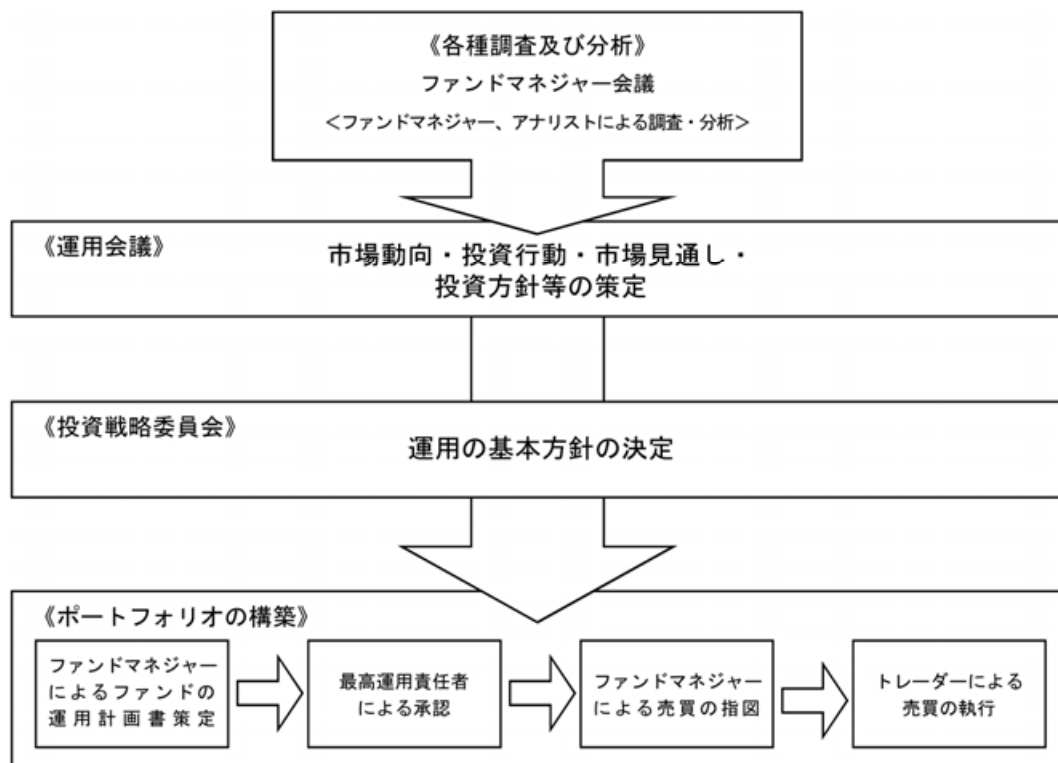 《各種調査及び分析》
ファンドマネジャー会議
<ファンドマネジャー、アナリストによる調査・分析>
《運用会議》
市場動向・投資行動・市場見通し・
投資方針等の策定
《投資戦略委員会》
運用の基本方針の決定
《ポートフォリオの構築》
ファンドマネジャー
によるファンドの
運用計画書策定
最高運用責任者
による承認
ファンドマネジャー
による売買の指図
トレーダーによる
売買の執行